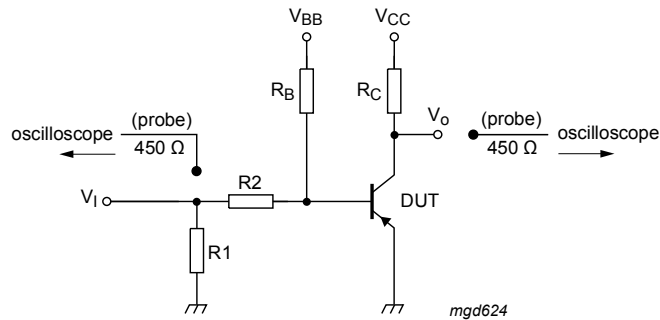 VBB
VCC
RB
RC
Vo
(probe)
450 Ω
oscilloscope
(probe)
450 Ω
oscilloscope
R2
VI
DUT
R1
mgd624